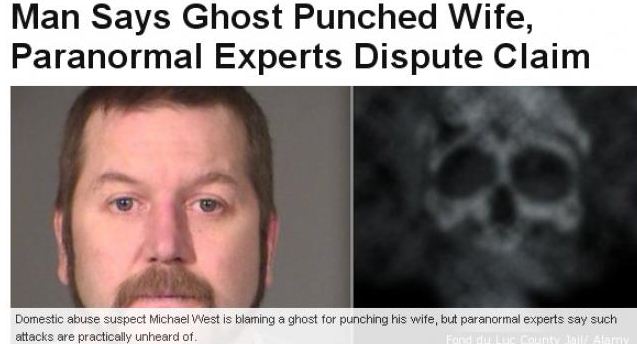 Man Says Ghost Punched Wife,
Paranormal Experts Dispute Claim
Domestic abuse suspect Michael West is blaming a ghost for punching his wife, but paranormal experts say such
attacks are practically unheard of.
Fond du Luc County Jail/ Alamy